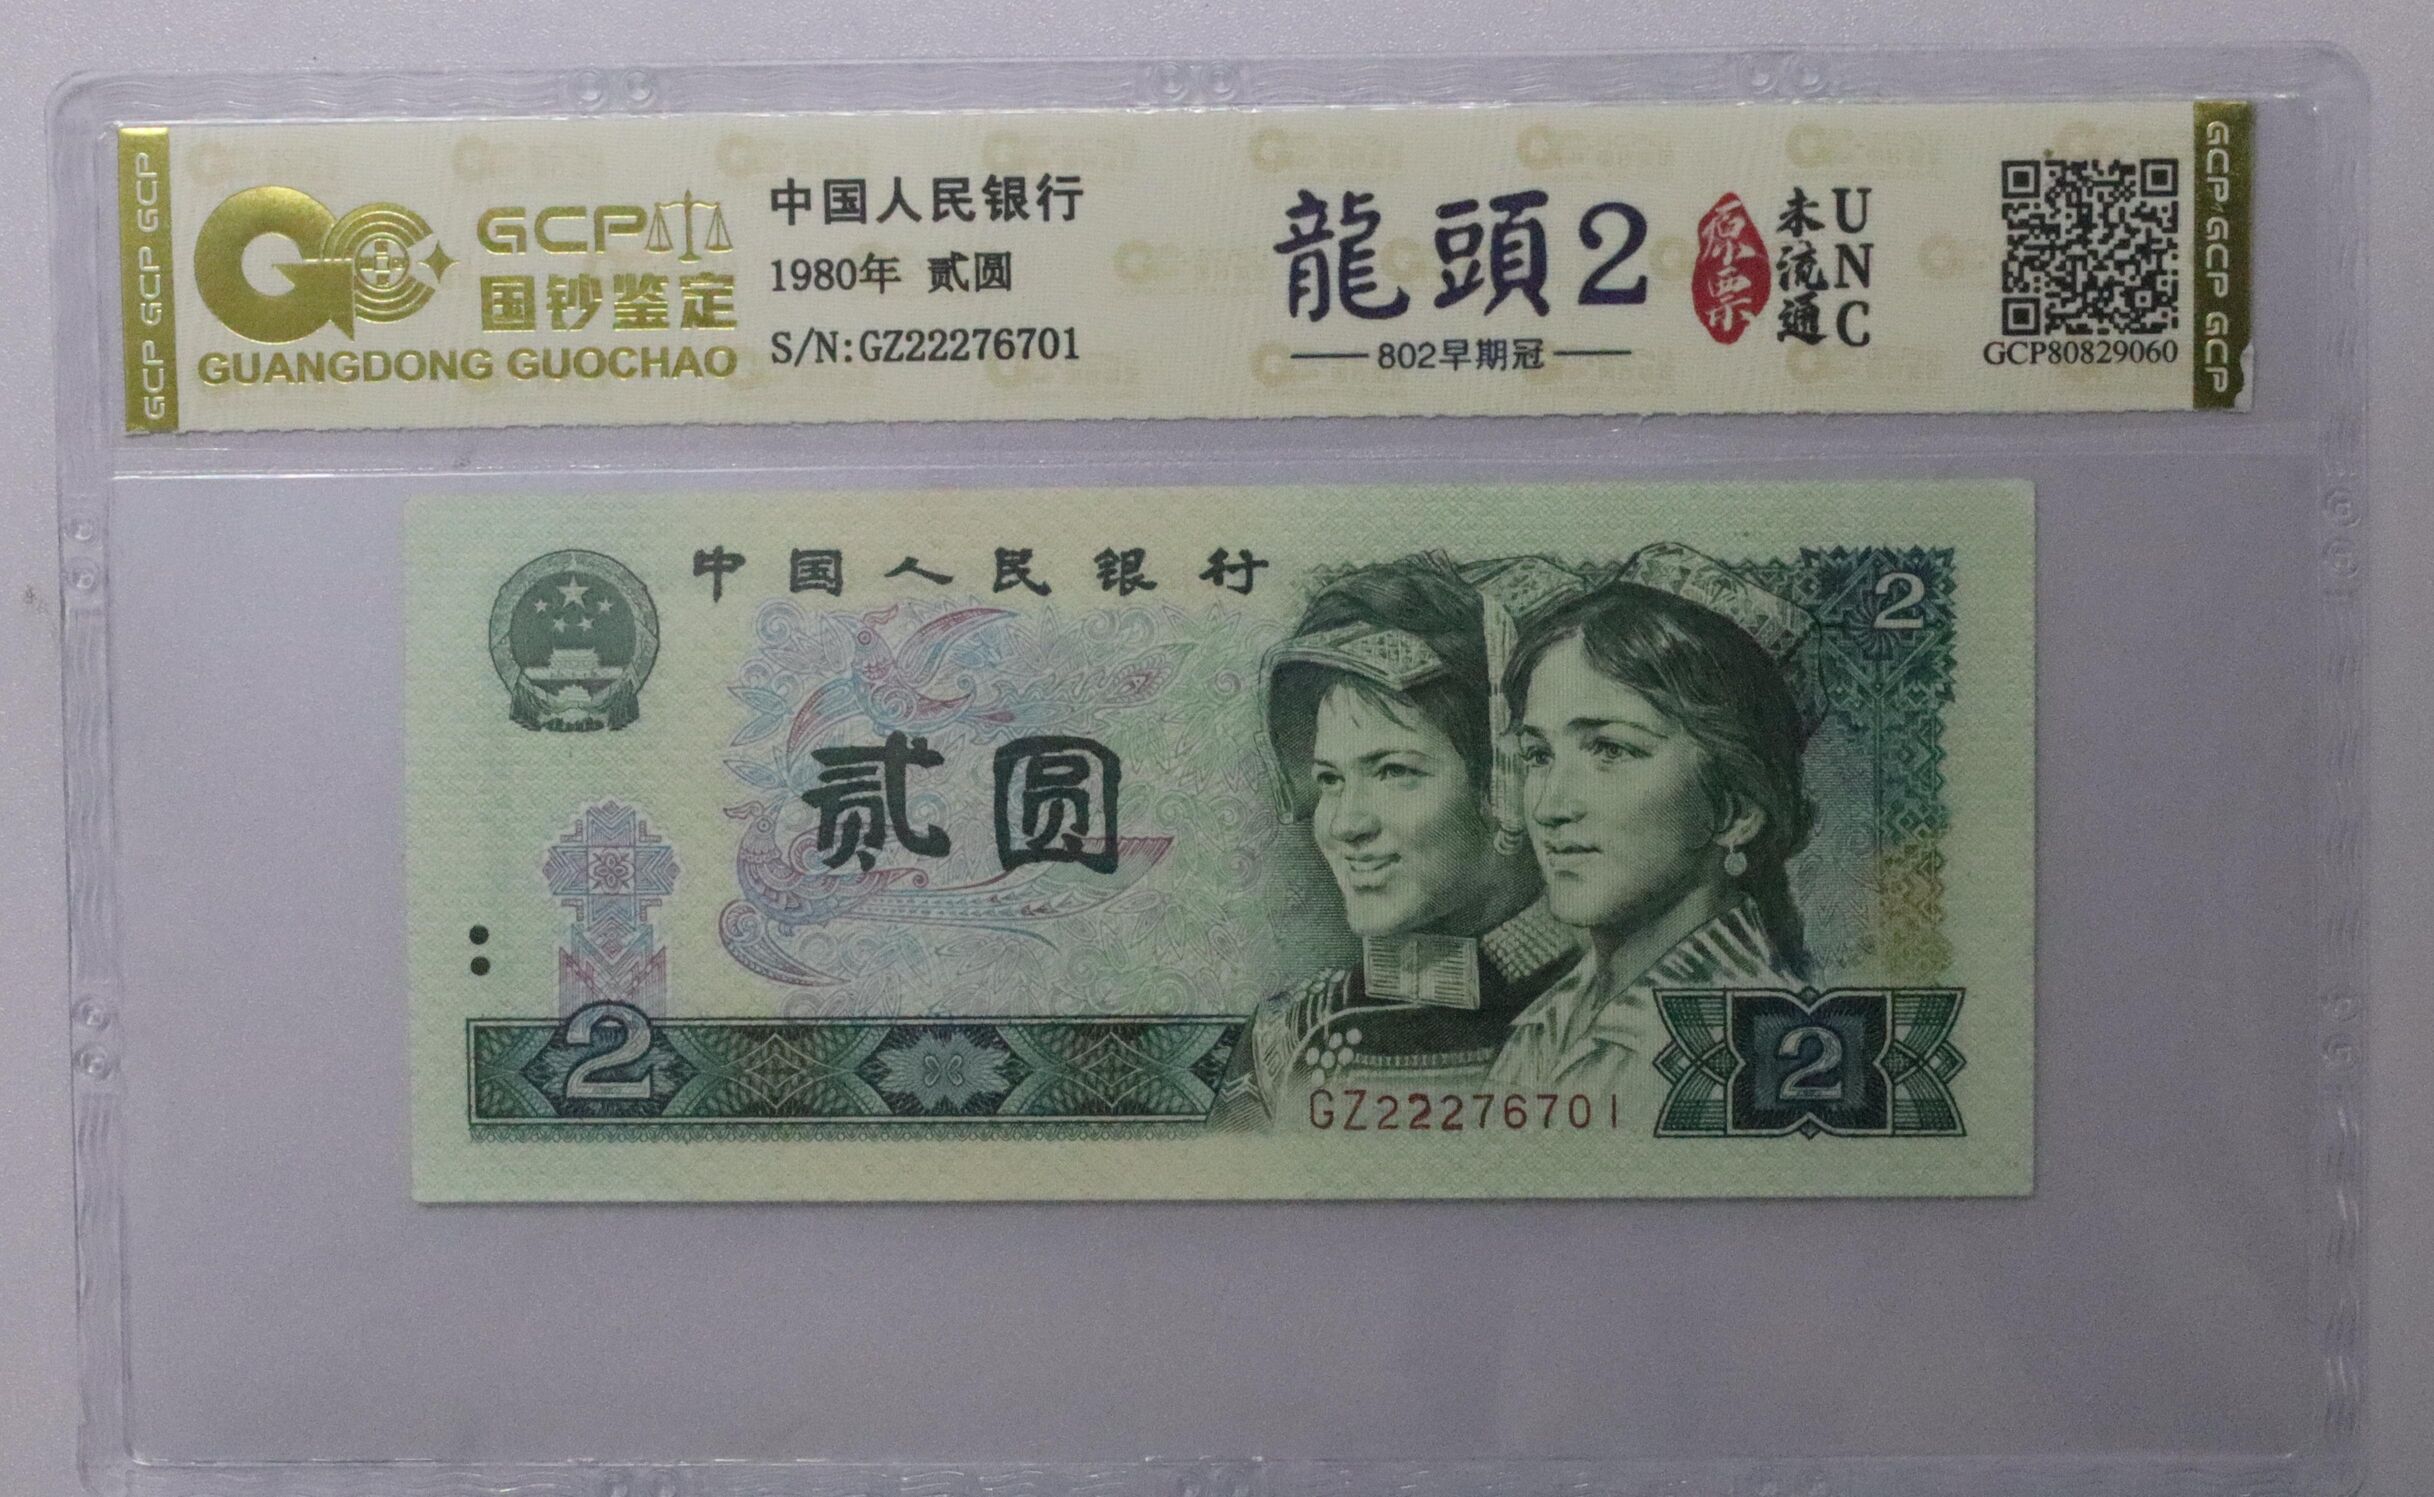 GCP GCP GCP
GCP
国钞鉴定
GUANGDONG GUOCHAO
中国人民银行
1980年 贰圆
S/N:GZ22276701
龍頭2
802早期冠
原票
未流通
UNC
GCP80829060
GCP GCP GCP
中国人民银行
2
贰圆
2
2
GZ22276701